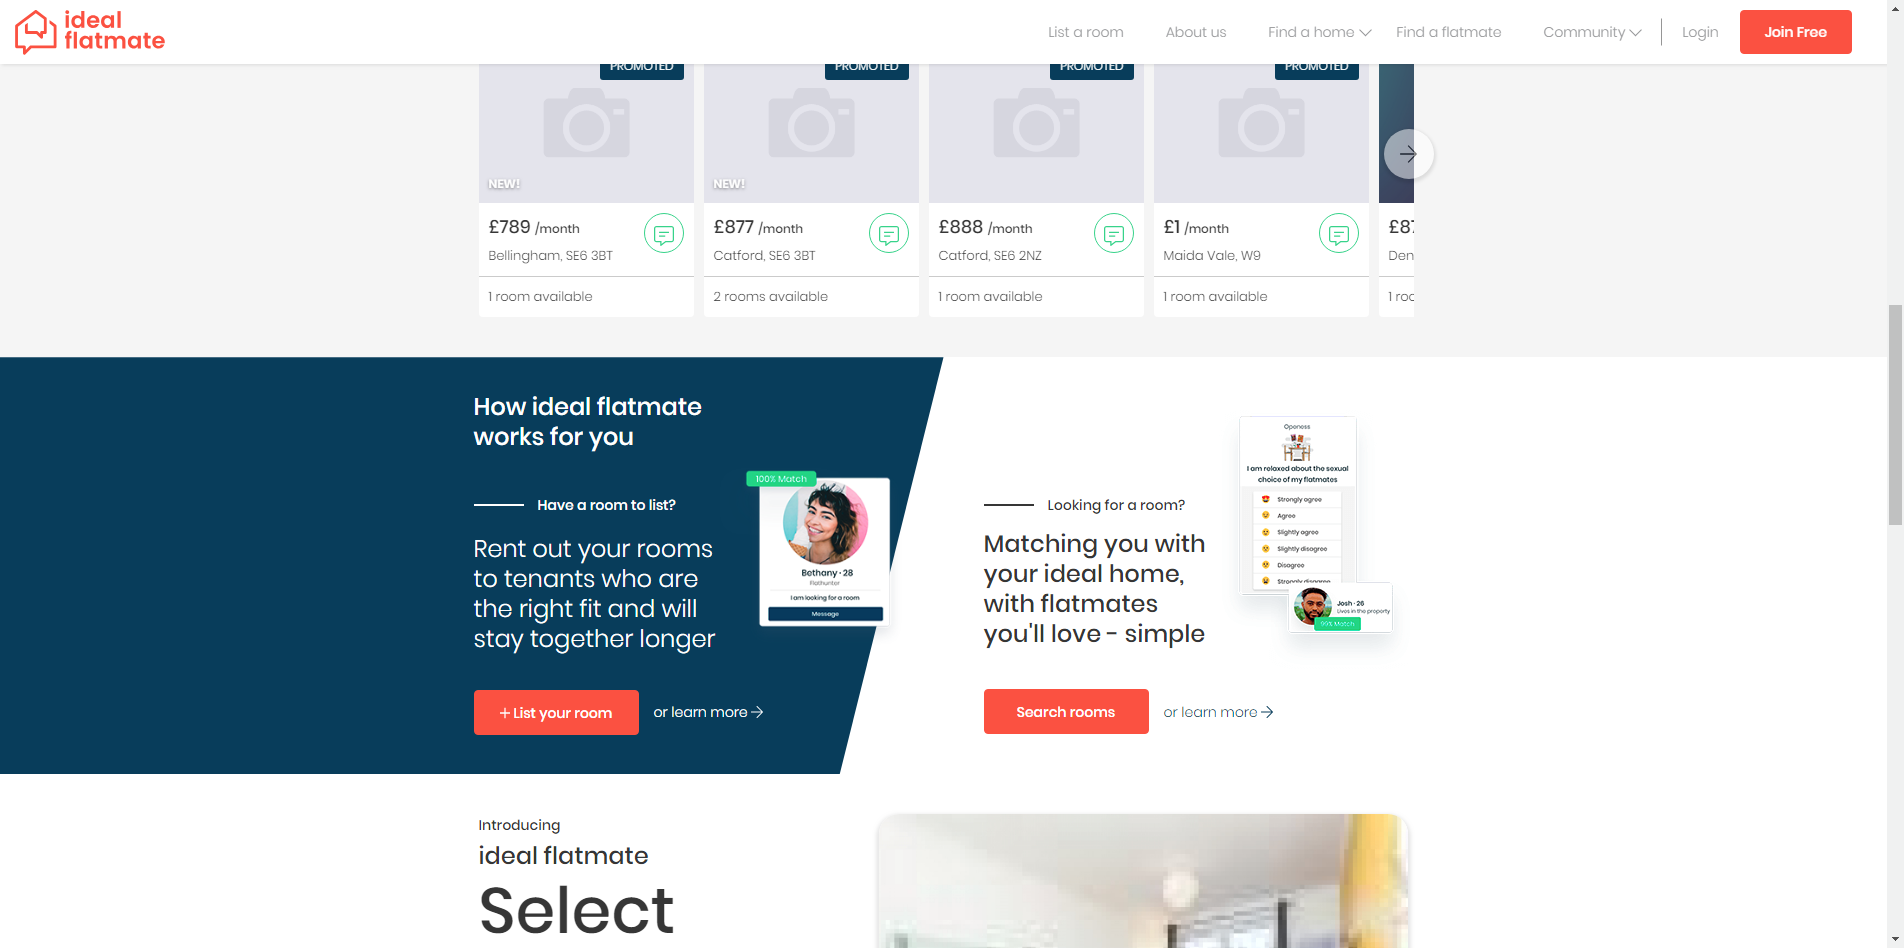 ideal
flatmate
List a room
About us
Find a home
Find a flatmate
Community
Login
Join Free
PROMOTED
PROMOTED
PROMOTED
PROMOTED
NEW!
NEW!
£789 /month
Bellingham, SE6 3BT
1 room available
£877 /month
Catford, SE6 3BT
2 rooms available
£888 /month
Catford, SE6 2NZ
1 room available
£1 /month
Maida Vale, W9
1 room available
£87
Den
1 roo
How ideal flatmate
works for you
Have a room to list?
Rent out your rooms
to tenants who are
the right fit and will
stay together longer
+ List your room
or learn more
100% Match
Bethany · 28
Flathunter
I am looking for a room
Message
Looking for a room?
Matching you with
your ideal home,
with flatmates
you'll love - simple
Search rooms
or learn more
Openess
I am relaxed about the sexual
choice of my flatmates
Strongly agree
Agree
Slightly agree
Slightly disagree
Disagree
Strongly disagree
Josh · 26
Lives in the property
99% Match
Introducing
ideal flatmate
Select